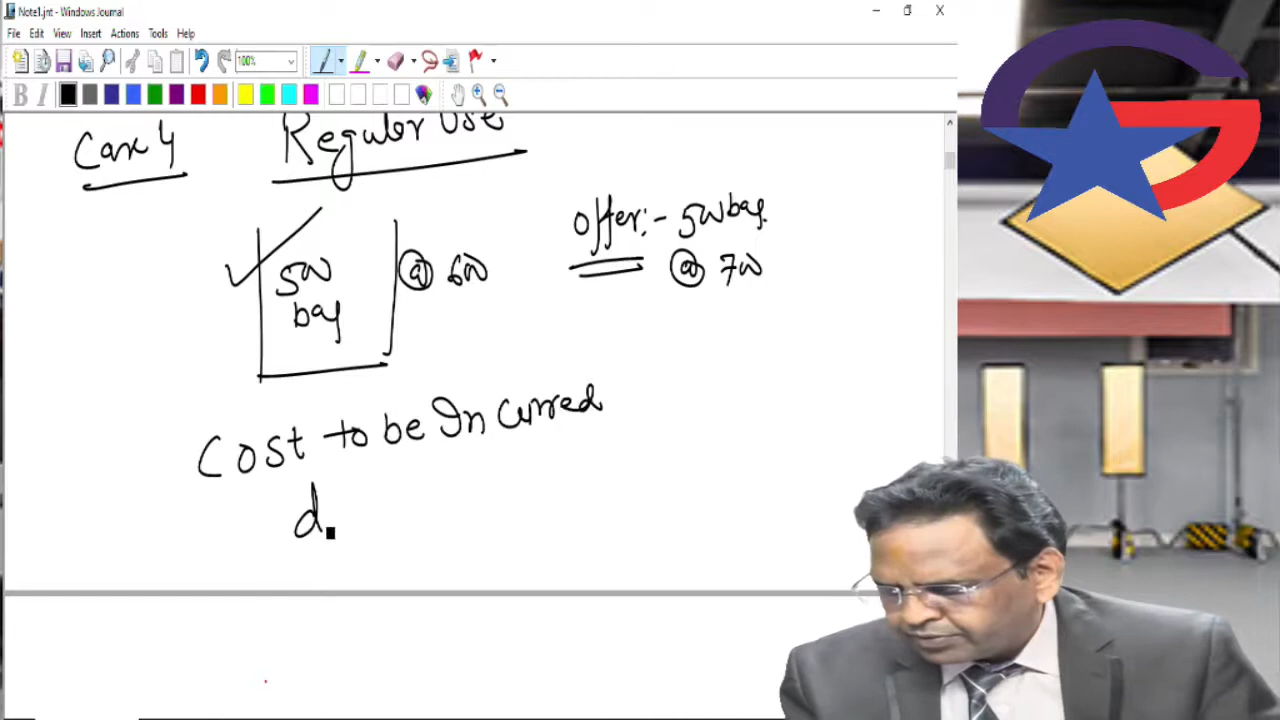 Note1.jnt - Windows Journal
File Edit View Insert Actions Tools Help
100%
B I
Case 4 Regular Use
Offer:- 500 bag.
500 @ 600 @ 700
bag
Cost to be Incurred
d